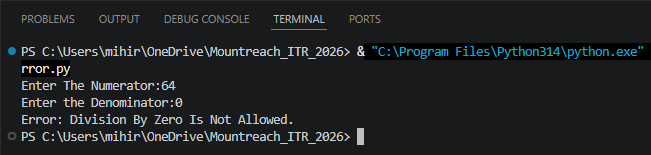 PROBLEMS OUTPUT DEBUG CONSOLE TERMINAL PORTS
PS C:\Users\mihir\OneDrive\Mountreach_ITR_2026> & "C:\Program Files\Python314\python.exe"
rror.py
Enter The Numerator:64
Enter the Denominator:0
Error: Division By Zero Is Not Allowed.
PS C:\Users\mihir\OneDrive\Mountreach_ITR_2026>